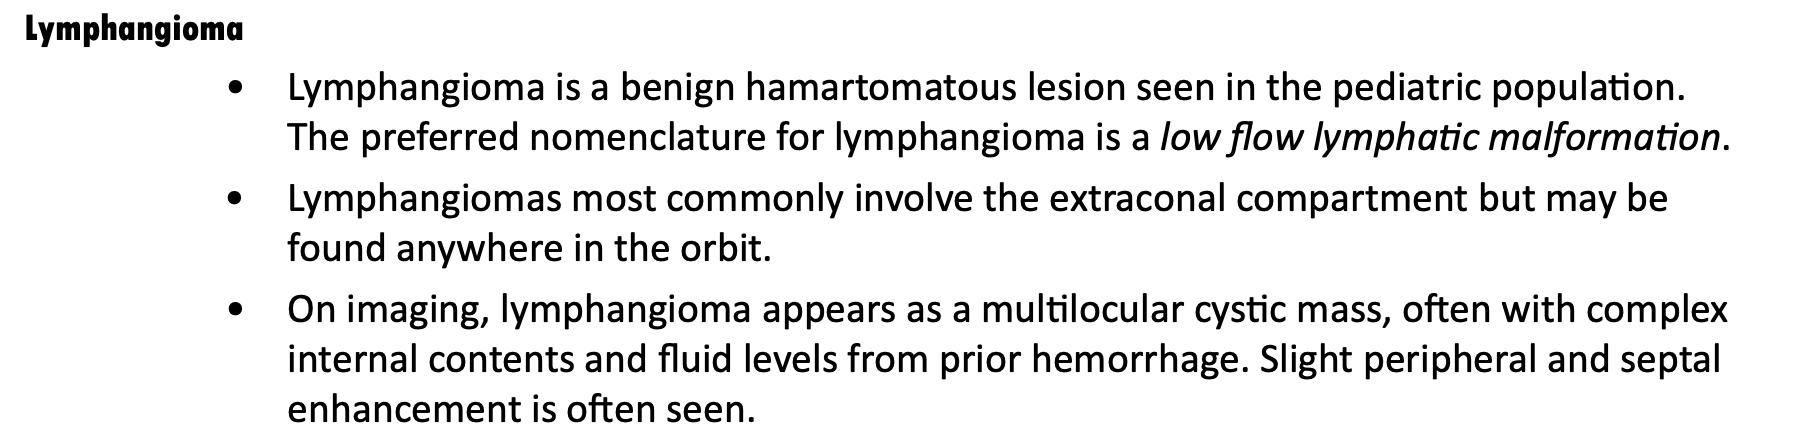 Lymphangioma
• Lymphangioma is a benign hamartomatous lesion seen in the pediatric population.
The preferred nomenclature for lymphangioma is a low flow lymphatic malformation.
• Lymphangiomas most commonly involve the extraconal compartment but may be
found anywhere in the orbit.
• On imaging, lymphangioma appears as a multilocular cystic mass, often with complex
internal contents and fluid levels from prior hemorrhage. Slight peripheral and septal
enhancement is often seen.